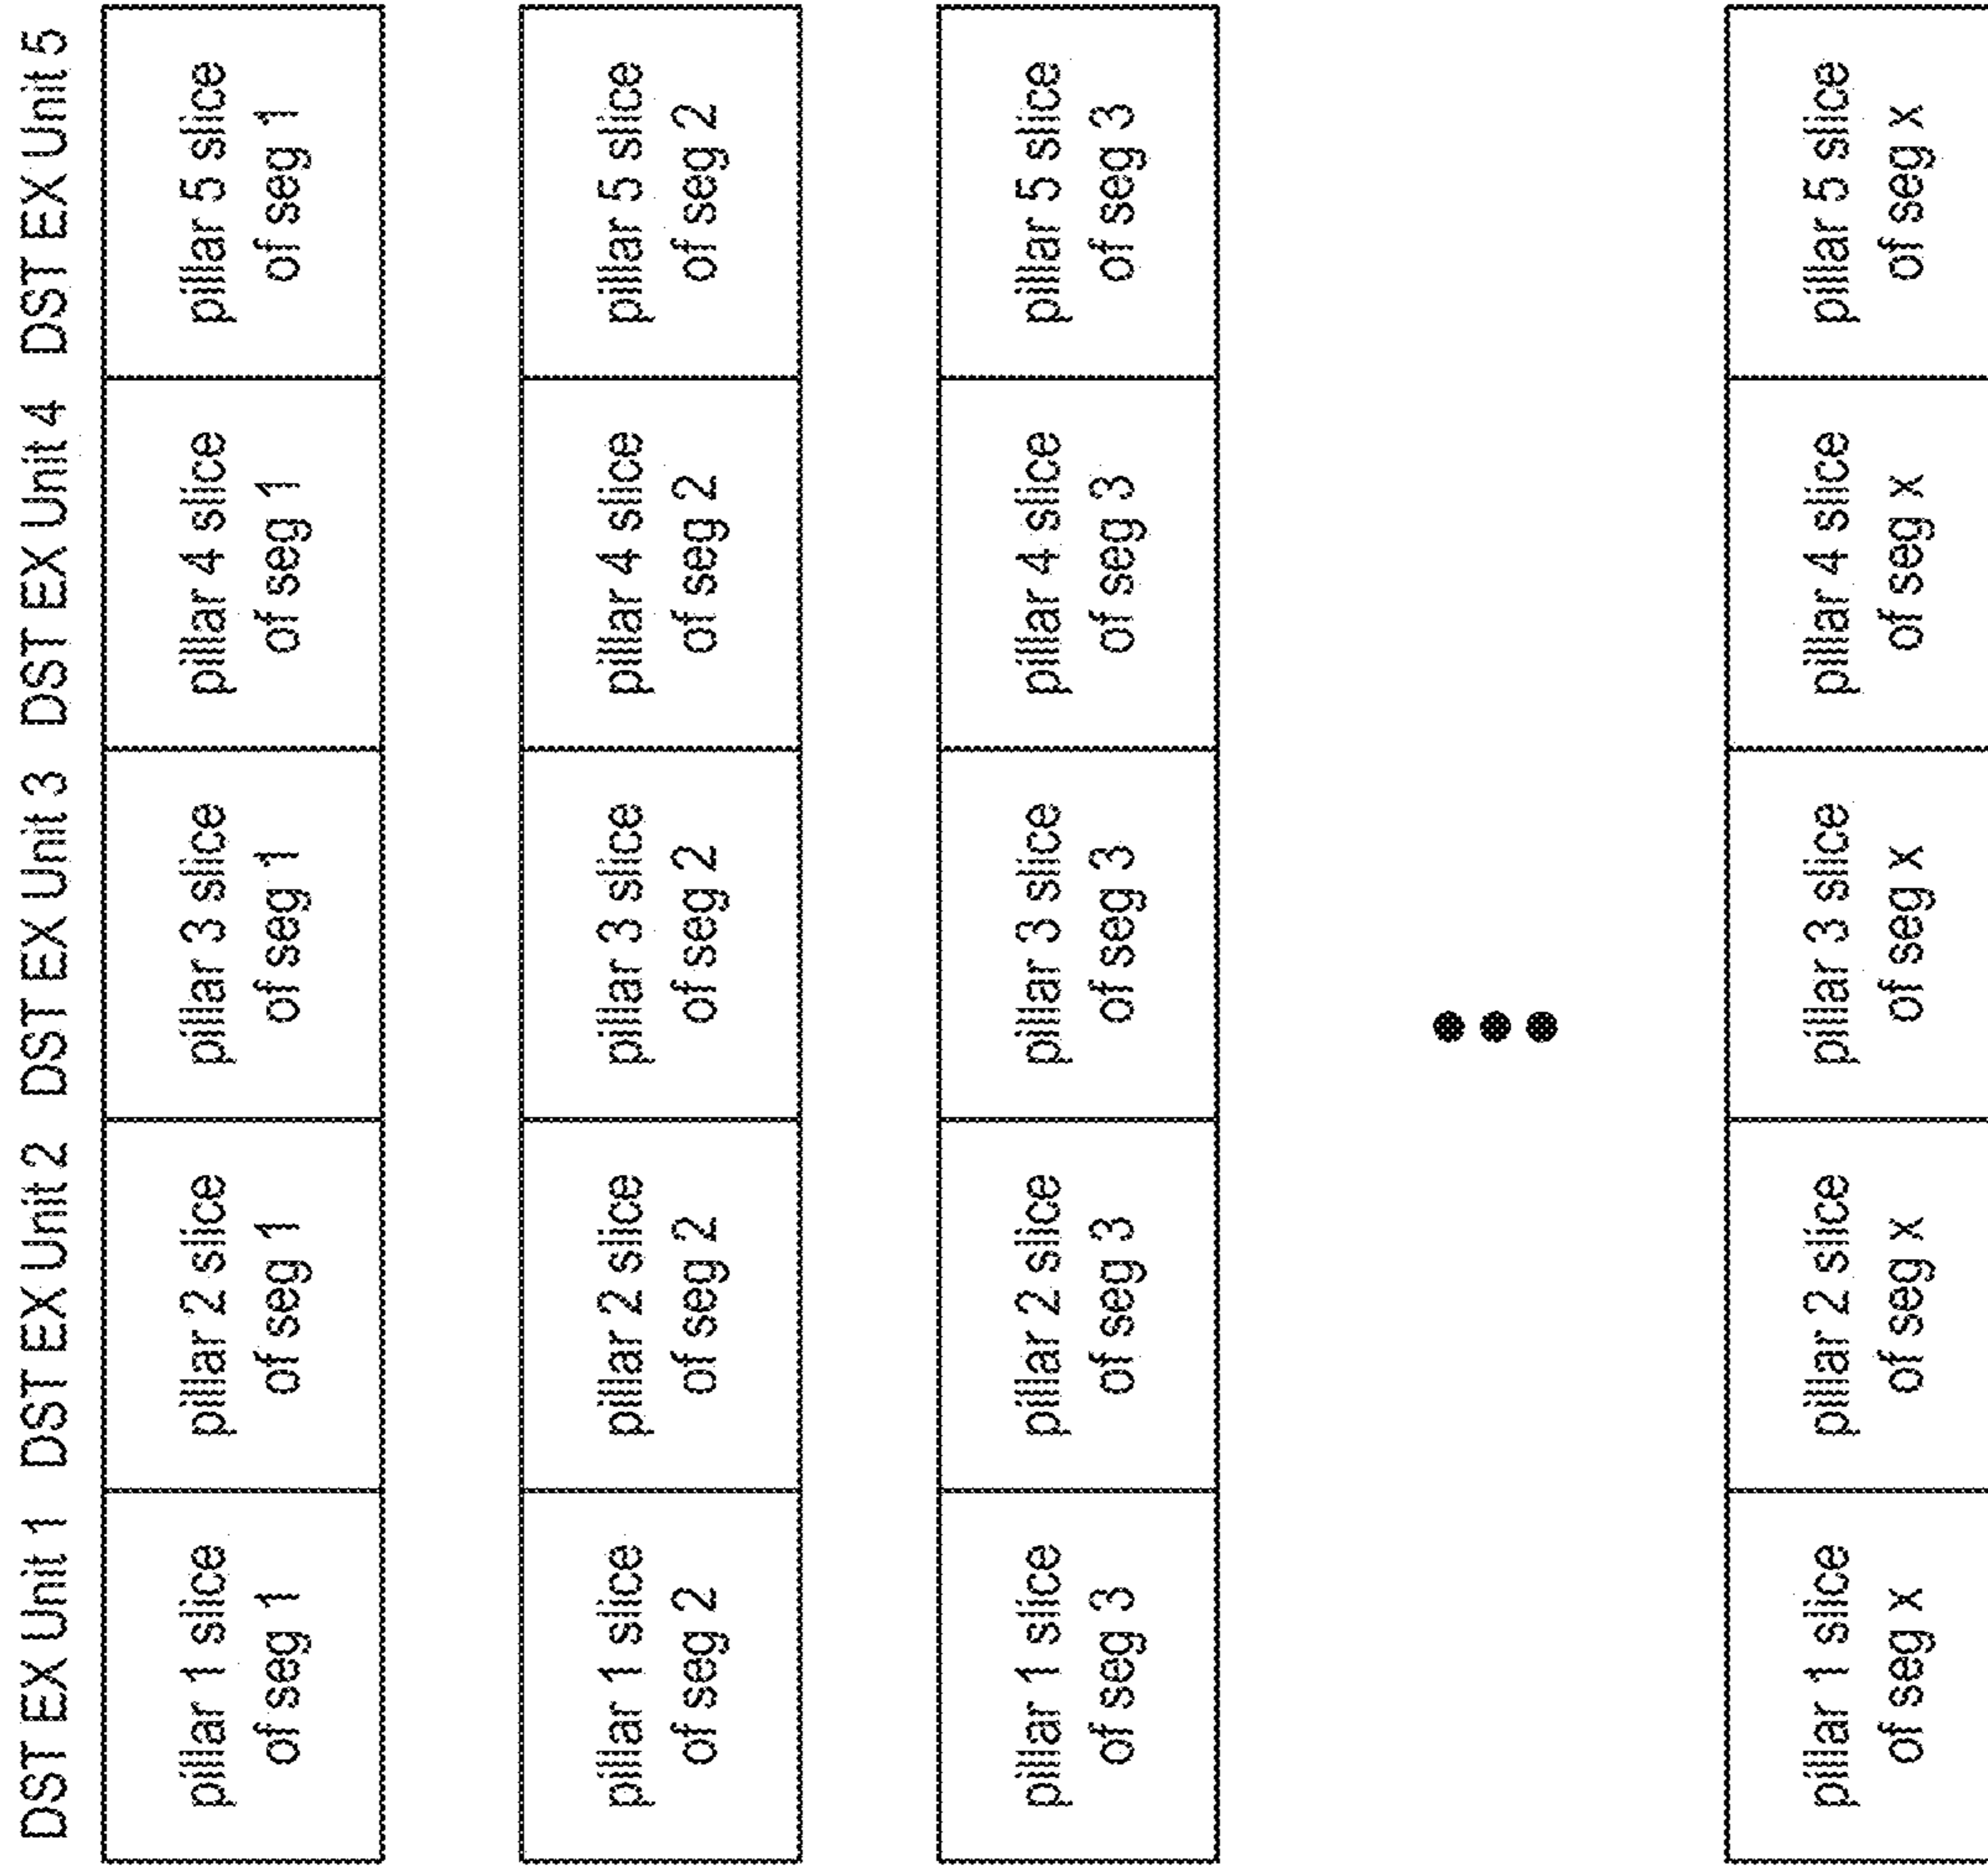 DST EX Unit 1 DST EX Unit 2 DST EX Unit 3 DST EX Unit 4 DST EX Unit 5
pillar 1 slice
of seg 1
pillar 2 slice
of seg 1
pillar 3 slice
of seg 1
pillar 4 slice
of seg 1
pillar 5 slice
of seg 1
pillar 1 slice
of seg 2
pillar 2 slice
of seg 2
pillar 3 slice
of seg 2
pillar 4 slice
of seg 2
pillar 5 slice
of seg 2
pillar 1 slice
of seg 3
pillar 2 slice
of seg 3
pillar 3 slice
of seg 3
pillar 4 slice
of seg 3
pillar 5 slice
of seg 3
pillar 1 slice
of seg x
pillar 2 slice
of seg x
pillar 3 slice
of seg x
pillar 4 slice
of seg x
pillar 5 slice
of seg x